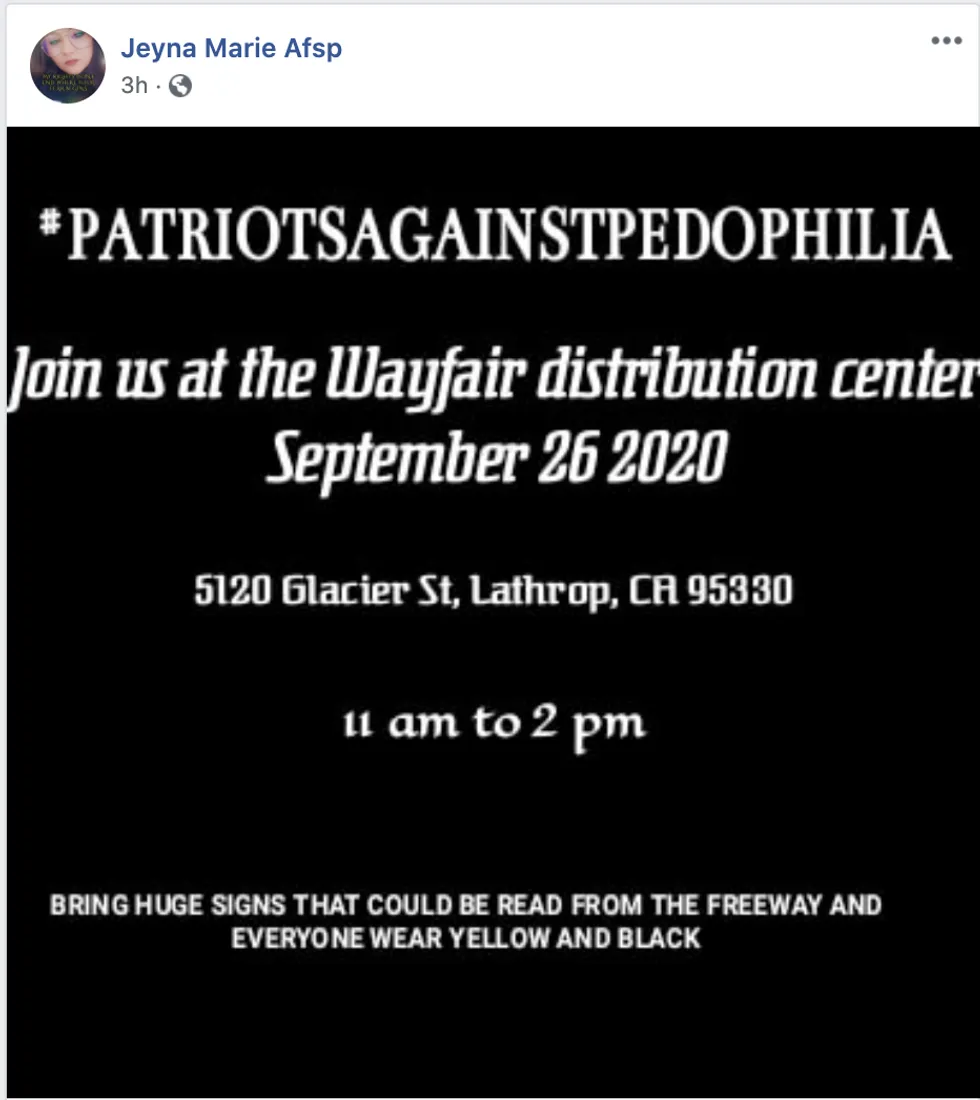 Jeyna Marie Afsp
3h ·
#PATRIOTSAGAINSTPEDOPHILIA
Join us at the Wayfair distribution center
September 26 2020
5120 Glacier St, Lathrop, CA 95330
11 am to 2 pm
BRING HUGE SIGNS THAT COULD BE READ FROM THE FREEWAY AND
EVERYONE WEAR YELLOW AND BLACK